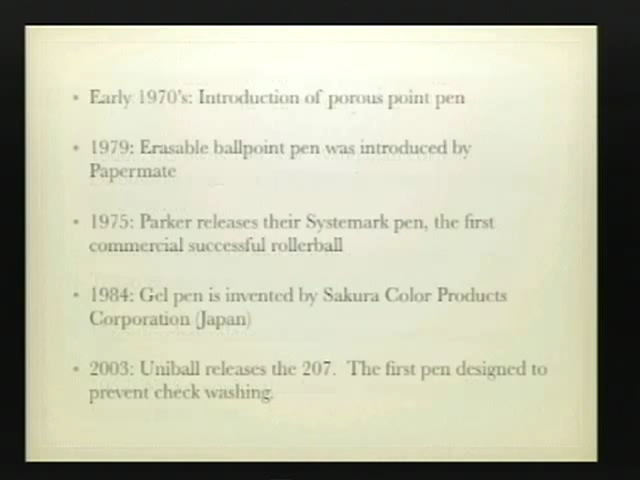 • Early 1970's: Introduction of porous point pen
• 1979: Erasable ballpoint pen was introduced by
Papermate
• 1975: Parker releases their Systemark pen, the first
commercial successful rollerball
• 1984: Gel pen is invented by Sakura Color Products
Corporation (Japan)
• 2003: Uniball releases the 207. The first pen designed to
prevent check washing.